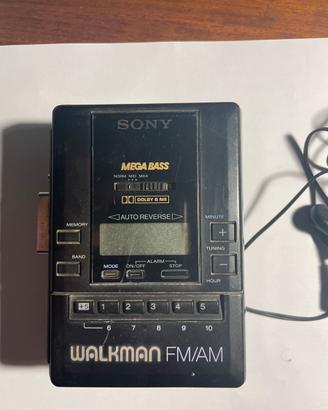 SONY
MEGA BASS
NORM MID MAX
DOLBY B NR
◁AUTO REVERSE▷
MEMORY
MINUTE
+
TUNING
−
HOUR
BAND
ALARM
MODE ON/OFF STOP
+5 1 2 3 4 5
6 7 8 9 10
WALKMAN FM/AM